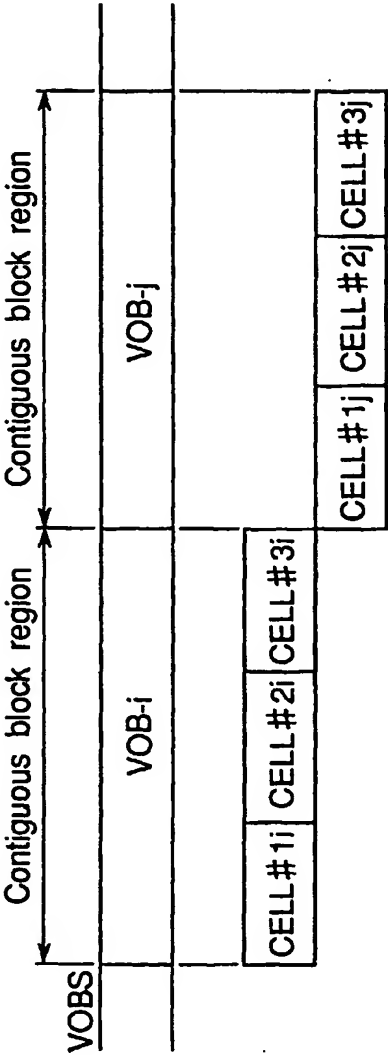 Contiguous block region
Contiguous block region
VOBS
VOB-i
VOB-j
CELL#1i
CELL#2i
CELL#3i
CELL#1j
CELL#2j
CELL#3j